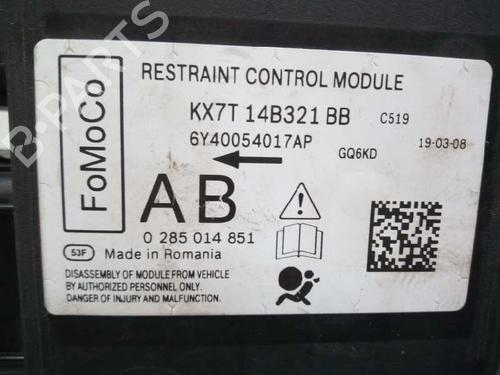 FoMoCo
RESTRAINT CONTROL MODULE
KX7T 14B321 BB C519
6Y40054017AP GQ6KD 19-03-08
AB
0 285 014 851
53F Made in Romania
DISASSEMBLY OF MODULE FROM VEHICLE
BY AUTHORIZED PERSONNEL ONLY.
DANGER OF INJURY AND MALFUNCTION.
B-PARTS